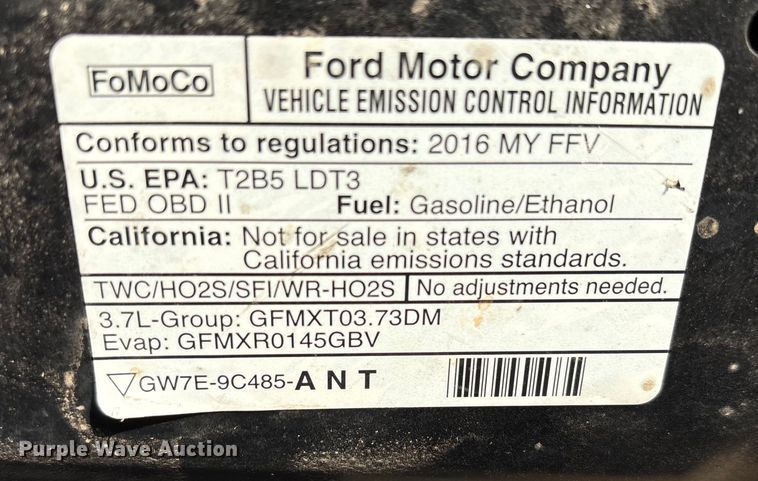 FoMoCo
Ford Motor Company
VEHICLE EMISSION CONTROL INFORMATION
Conforms to regulations: 2016 MY FFV
U.S. EPA: T2B5 LDT3
FED OBD II Fuel: Gasoline/Ethanol
California: Not for sale in states with
California emissions standards.
TWC/HO2S/SFI/WR-HO2S No adjustments needed.
3.7L-Group: GFMXT03.73DM
Evap: GFMXR0145GBV
▽GW7E-9C485-ANT
Purple Wave Auction